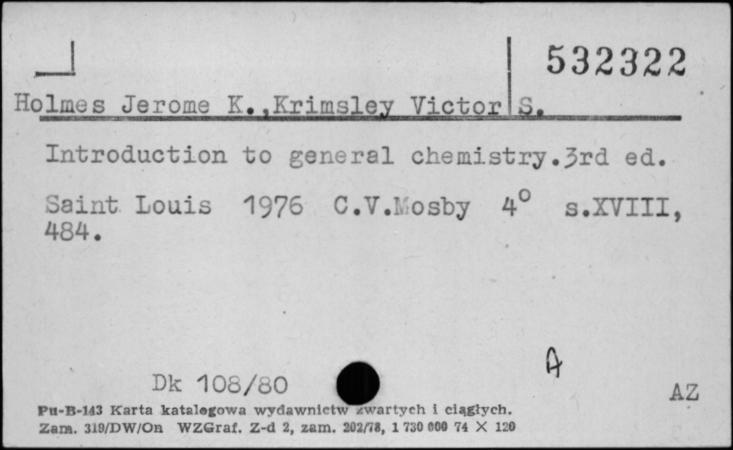 532322
Holmes Jerome K.,Krimsley Victor S.
Introduction to general chemistry.3rd ed.
Saint Louis 1976 C.V.Mosby 4° s.XVIII,
484.
A
Dk 108/80
AZ
Pu-B-143 Karta katalogowa wydawnictw zwartych i ciągłych.
Zam. 319/DW/On WZGraf. Z-d 2, zam. 202/78, 1 730 000 74 X 120